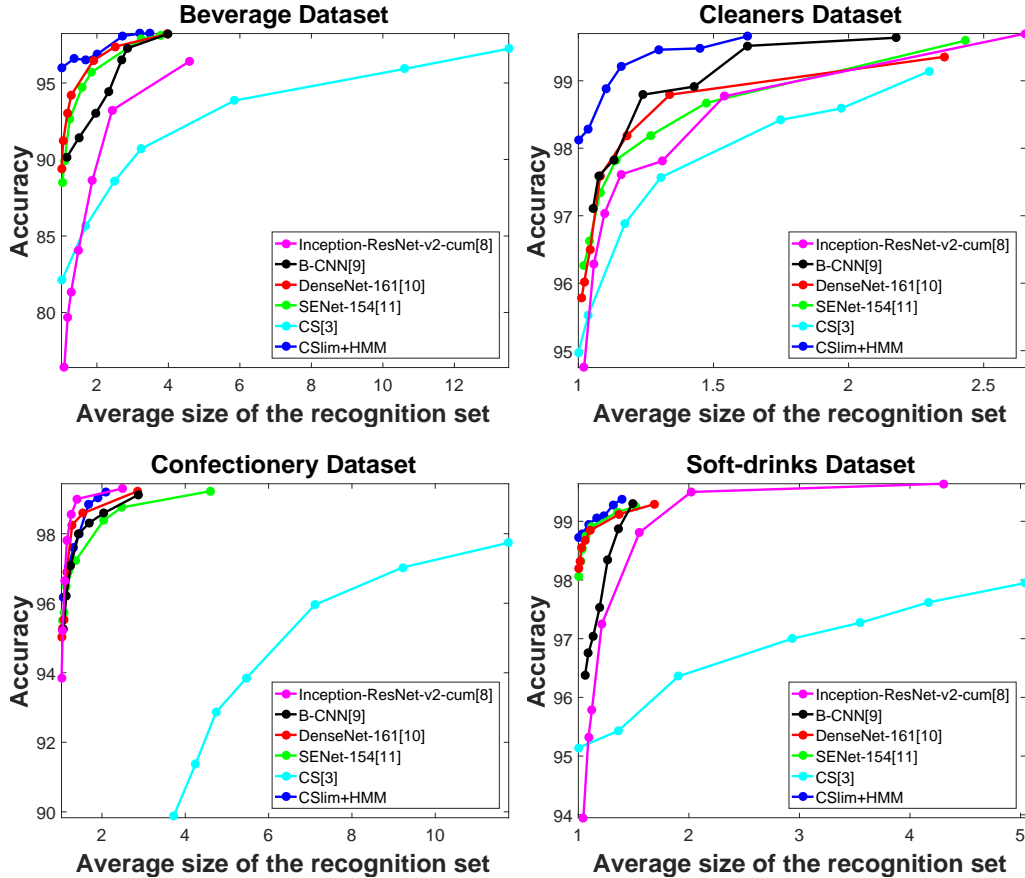 Beverage Dataset
95
90
85
80
Accuracy
2
4
6
8
10
12
Average size of the recognition set
Inception-ResNet-v2-cum[8]
B-CNN[9]
DenseNet-161[10]
SENet-154[11]
CS[3]
CSlim+HMM
Cleaners Dataset
99
98
97
96
95
Accuracy
1
1.5
2
2.5
Average size of the recognition set
Inception-ResNet-v2-cum[8]
B-CNN[9]
DenseNet-161[10]
SENet-154[11]
CS[3]
CSlim+HMM
Confectionery Dataset
98
96
94
92
90
Accuracy
2
4
6
8
10
Average size of the recognition set
Inception-ResNet-v2-cum[8]
B-CNN[9]
DenseNet-161[10]
SENet-154[11]
CS[3]
CSlim+HMM
Soft-drinks Dataset
99
98
97
96
95
94
Accuracy
1
2
3
4
5
Average size of the recognition set
Inception-ResNet-v2-cum[8]
B-CNN[9]
DenseNet-161[10]
SENet-154[11]
CS[3]
CSlim+HMM